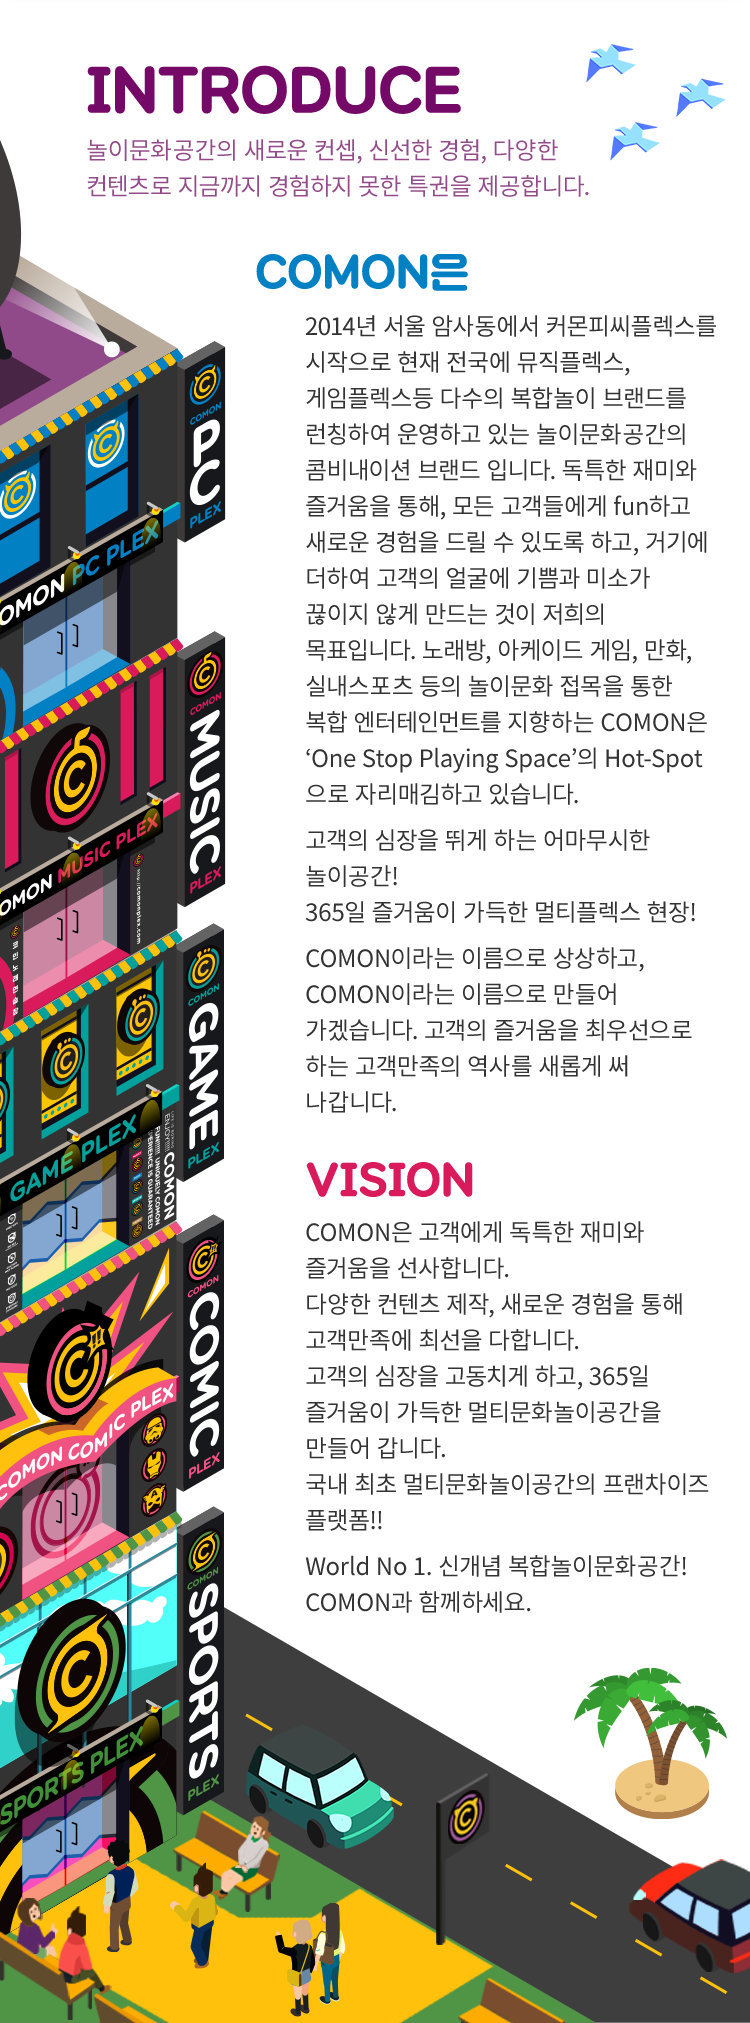 INTRODUCE
놀이문화공간의 새로운 컨셉, 신선한 경험, 다양한
컨텐츠로 지금까지 경험하지 못한 특권을 제공합니다.
COMON은
2014년 서울 암사동에서 커몬피씨플렉스를
시작으로 현재 전국에 뮤직플렉스,
게임플렉스등 다수의 복합놀이 브랜드를
런칭하여 운영하고 있는 놀이문화공간의
콤비내이션 브랜드 입니다. 독특한 재미와
즐거움을 통해, 모든 고객들에게 fun하고
새로운 경험을 드릴 수 있도록 하고, 거기에
더하여 고객의 얼굴에 기쁨과 미소가
끊이지 않게 만드는 것이 저희의
목표입니다. 노래방, 아케이드 게임, 만화,
실내스포츠 등의 놀이문화 접목을 통한
복합 엔터테인먼트를 지향하는 COMON은
‘One Stop Playing Space’의 Hot-Spot
으로 자리매김하고 있습니다.
고객의 심장을 뛰게 하는 어마무시한
놀이공간!
365일 즐거움이 가득한 멀티플렉스 현장!
COMON이라는 이름으로 상상하고,
COMON이라는 이름으로 만들어
가겠습니다. 고객의 즐거움을 최우선으로
하는 고객만족의 역사를 새롭게 써
나갑니다.
VISION
COMON은 고객에게 독특한 재미와
즐거움을 선사합니다.
다양한 컨텐츠 제작, 새로운 경험을 통해
고객만족에 최선을 다합니다.
고객의 심장을 고동치게 하고, 365일
즐거움이 가득한 멀티문화놀이공간을
만들어 갑니다.
국내 최초 멀티문화놀이공간의 프랜차이즈
플랫폼!!
World No 1. 신개념 복합놀이문화공간!
COMON과 함께하세요.
COMON
PC
PLEX
OMON PC PLEX
COMON
MUSIC
PLEX
OMON MUSIC PLEX
http://comonplex.com
COMON
GAME
PLEX
GAME PLEX
ENJOY!!!! COMON
FUN!!!!! UNIQUELY COMON
PERIENCE IS GUARANTEED
COMON
COMIC
PLEX
COMON COMIC PLEX
COMON
SPORTS
PLEX
SPORTS PLEX